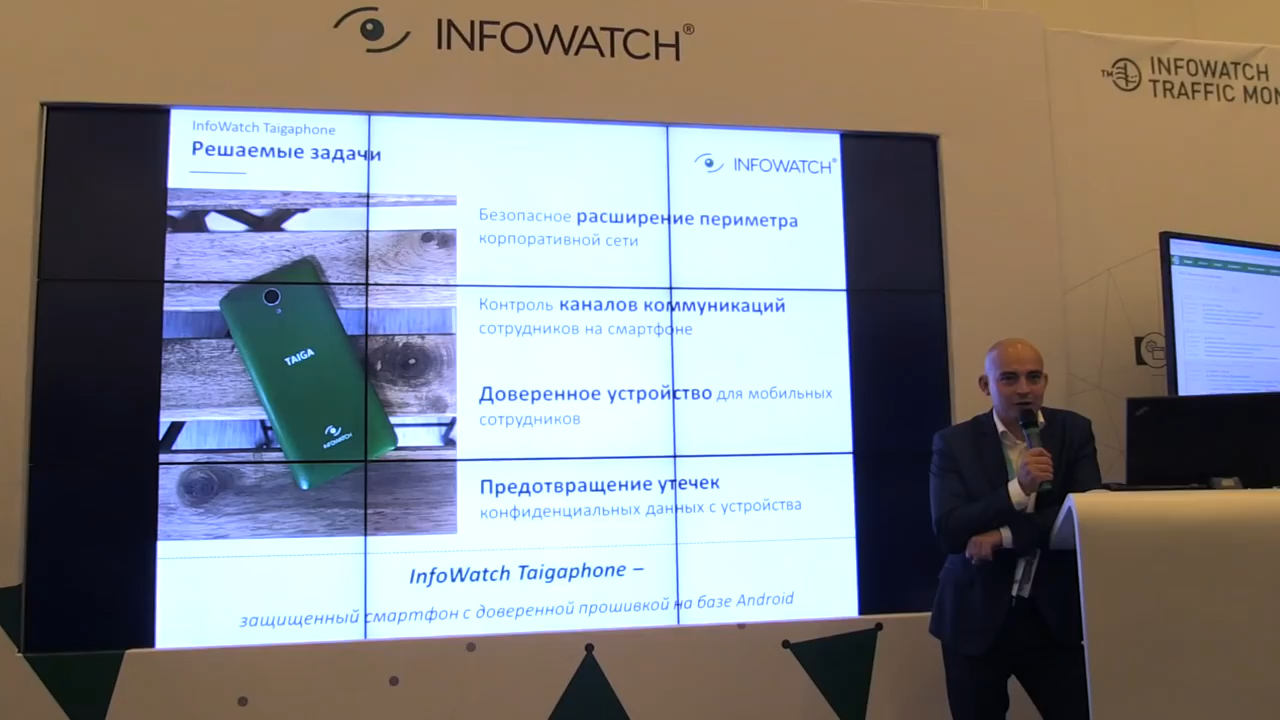 INFOWATCH®
™ INFOWATCH
TRAFFIC MON
InfoWatch Taigaphone
Решаемые задачи
INFOWATCH®
Безопасное расширение периметра
корпоративной сети
Контроль каналов коммуникаций
сотрудников на смартфоне
TAIGA
Доверенное устройство для мобильных
сотрудников
INFOWATCH
Предотвращение утечек
конфиденциальных данных с устройства
InfoWatch Taigaphone –
защищенный смартфон с доверенной прошивкой на базе Android